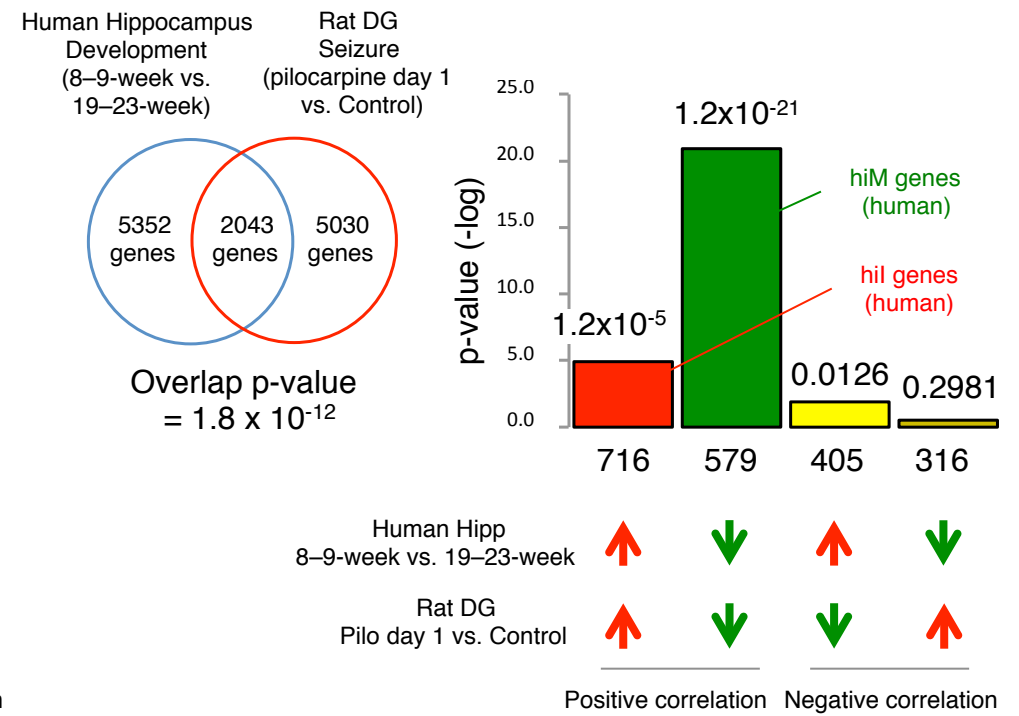 Human Hippocampus
Development
(8–9-week vs.
19–23-week)
Rat DG
Seizure
(pilocarpine day 1
vs. Control)
5352
genes
2043
genes
5030
genes
Overlap p-value
= 1.8 x 10-12
p-value (-log)
25.0
20.0
15.0
10.0
5.0
0.0
1.2x10-5
1.2x10-21
0.0126
0.2981
hiM genes
(human)
hiI genes
(human)
716
579
405
316
Human Hipp
8–9-week vs. 19–23-week
Rat DG
Pilo day 1 vs. Control
Positive correlation
Negative correlation